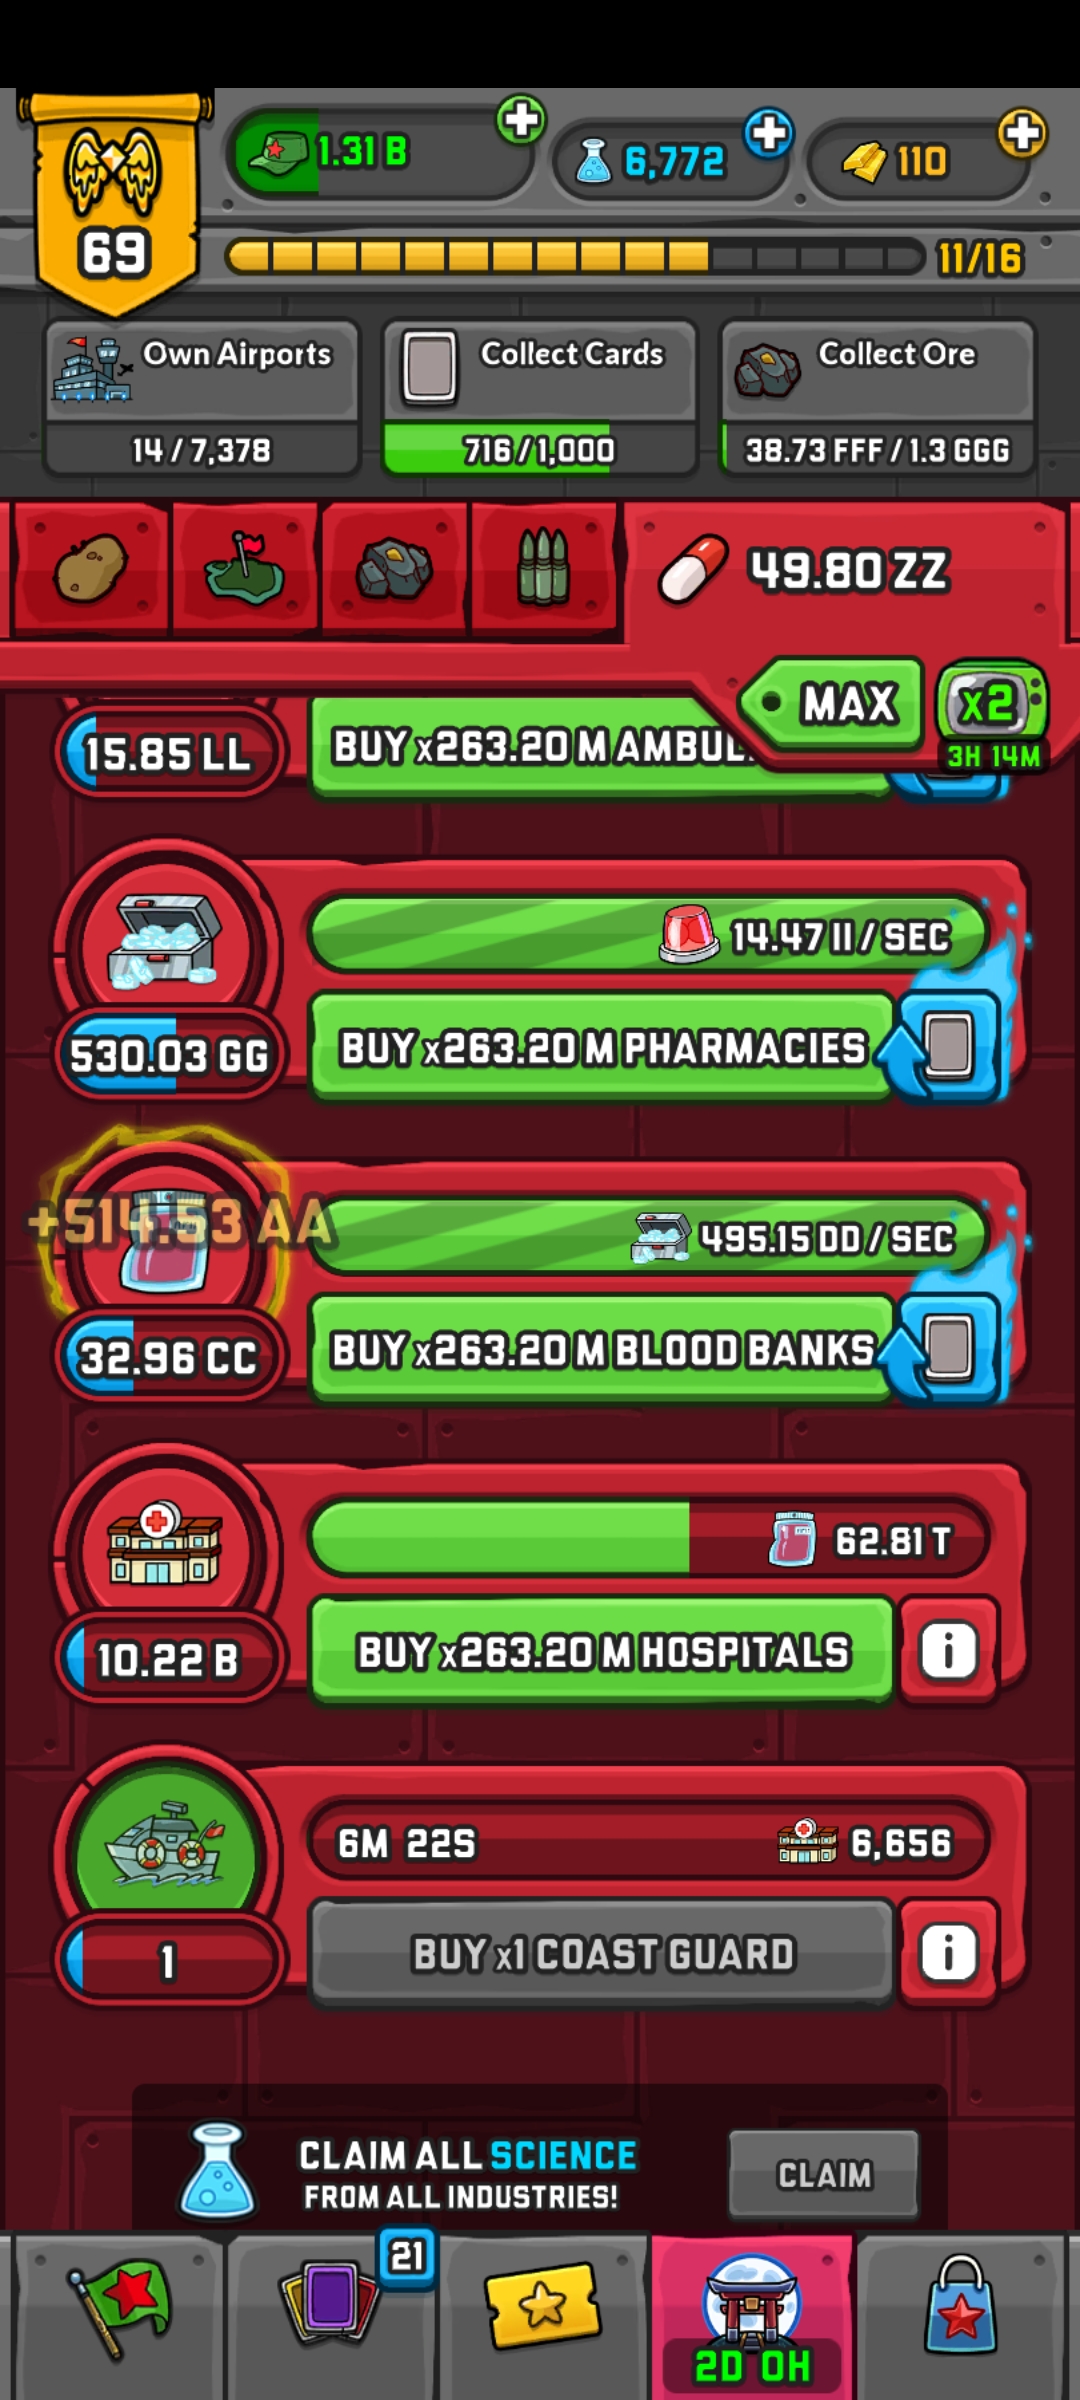 1.31 B
6,772
110
69
11/16
Own Airports
Collect Cards
Collect Ore
14 / 7,378
716 / 1,000
38.73 FFF / 1.3 GGG
49.80 ZZ
MAX
x2
3H 14M
15.85 LL
BUY x263.20 M AMBUL
14.47 II / SEC
530.03 GG
BUY x263.20 M PHARMACIES
+514.53 AA
495.15 DD / SEC
32.96 CC
BUY x263.20 M BLOOD BANKS
62.81 T
10.22 B
BUY x263.20 M HOSPITALS
i
6M 22S
6,656
1
BUY x1 COAST GUARD
i
CLAIM ALL SCIENCE
FROM ALL INDUSTRIES!
CLAIM
21
2D 0H